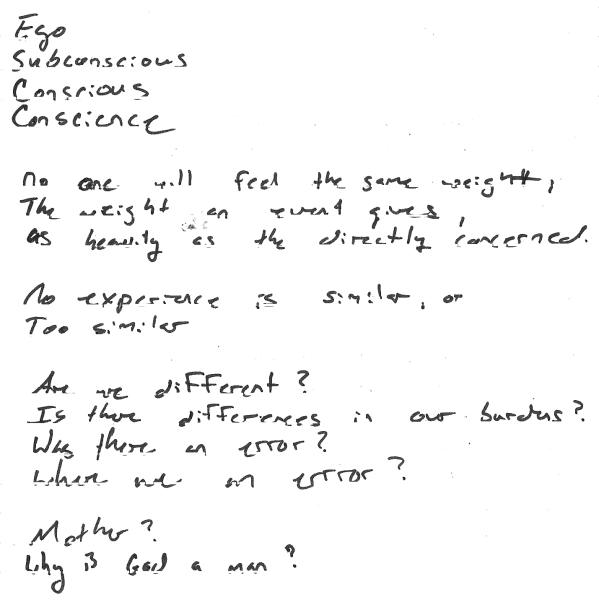 Ego
Subconscious
Conscious
Conscience
no one will feel the same weight,
The weight an event gives,
as heavily as the directly concerned.
No experience is similar, or
Too similar
Are we different?
Is there differences in our burdens?
Was there an error?
Where we an error?
Mother?
Why is God a man?